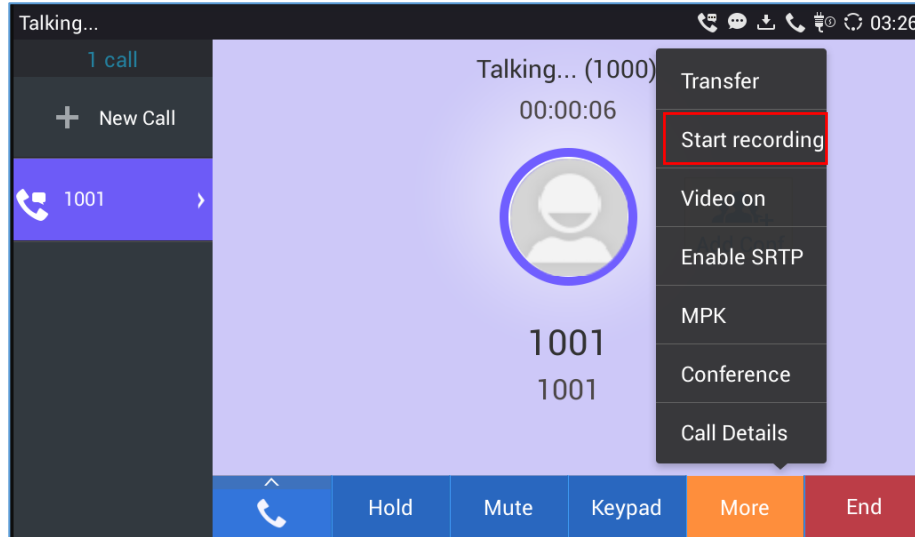 Talking...
03:26
1 call
New Call
1001
Talking... (1000)
00:00:06
1001
1001
Transfer
Start recording
Video on
Enable SRTP
MPK
Conference
Call Details
Hold
Mute
Keypad
More
End